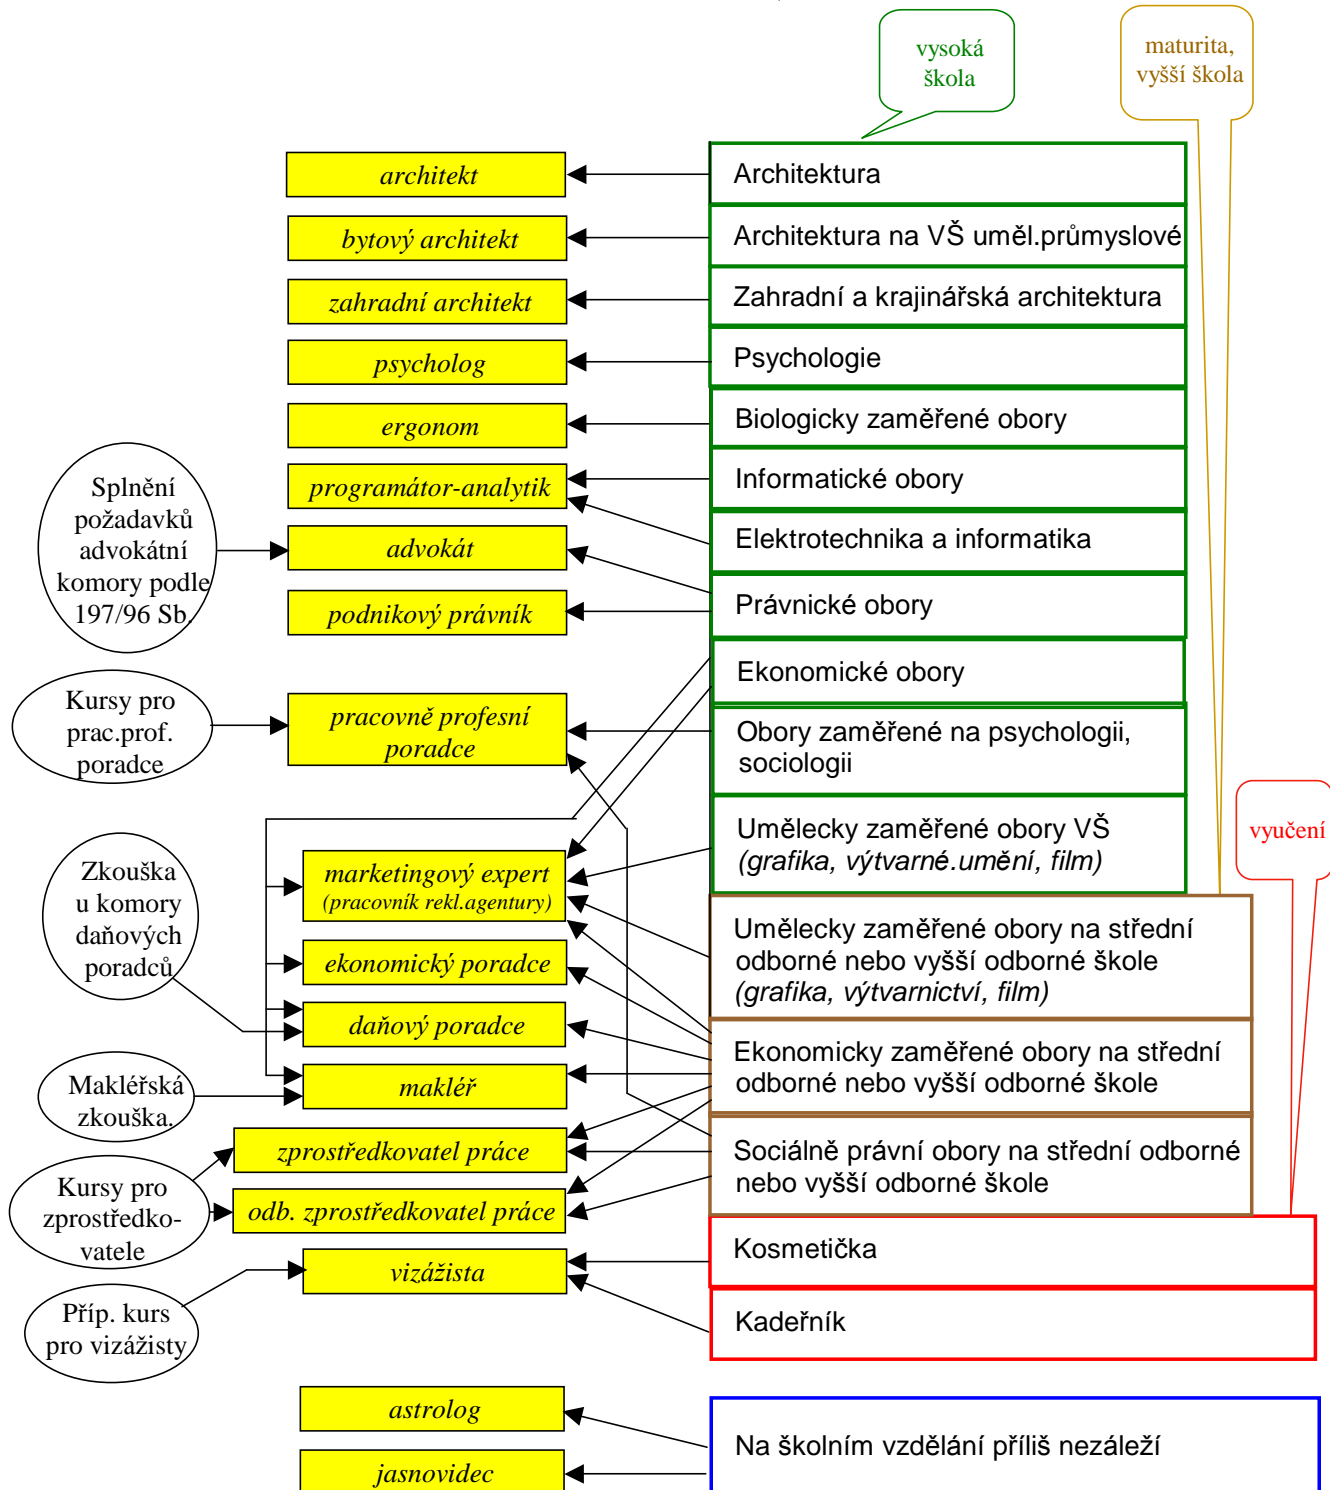 vysoká
škola
maturita,
vyšší škola
architekt
Architektura
bytový architekt
Architektura na VŠ uměl.průmyslové
zahradní architekt
Zahradní a krajinářská architektura
psycholog
Psychologie
ergonom
Biologicky zaměřené obory
Splnění
požadavků
advokátní
komory podle
197/96 Sb.
programátor-analytik
Informatické obory
advokát
Elektrotechnika a informatika
podnikový právník
Právnické obory
Ekonomické obory
Kursy pro
prac.prof.
poradce
pracovně profesní
poradce
Obory zaměřené na psychologii,
sociologii
vyučení
Umělecky zaměřené obory VŠ
(grafika, výtvarné.umění, film)
Zkouška
u komory
daňových
poradců
marketingový expert
(pracovník rekl.agentury)
Umělecky zaměřené obory na střední
odborné nebo vyšší odborné škole
(grafika, výtvarnictví, film)
ekonomický poradce
daňový poradce
Ekonomicky zaměřené obory na střední
odborné nebo vyšší odborné škole
Makléřská
zkouška.
makléř
zprostředkovatel práce
Sociálně právní obory na střední odborné
nebo vyšší odborné škole
Kursy pro
zprostředko-
vatele
odb. zprostředkovatel práce
Kosmetička
vizážista
Příp. kurs
pro vizážisty
Kadeřník
astrolog
Na školním vzdělání příliš nezáleží
jasnovidec